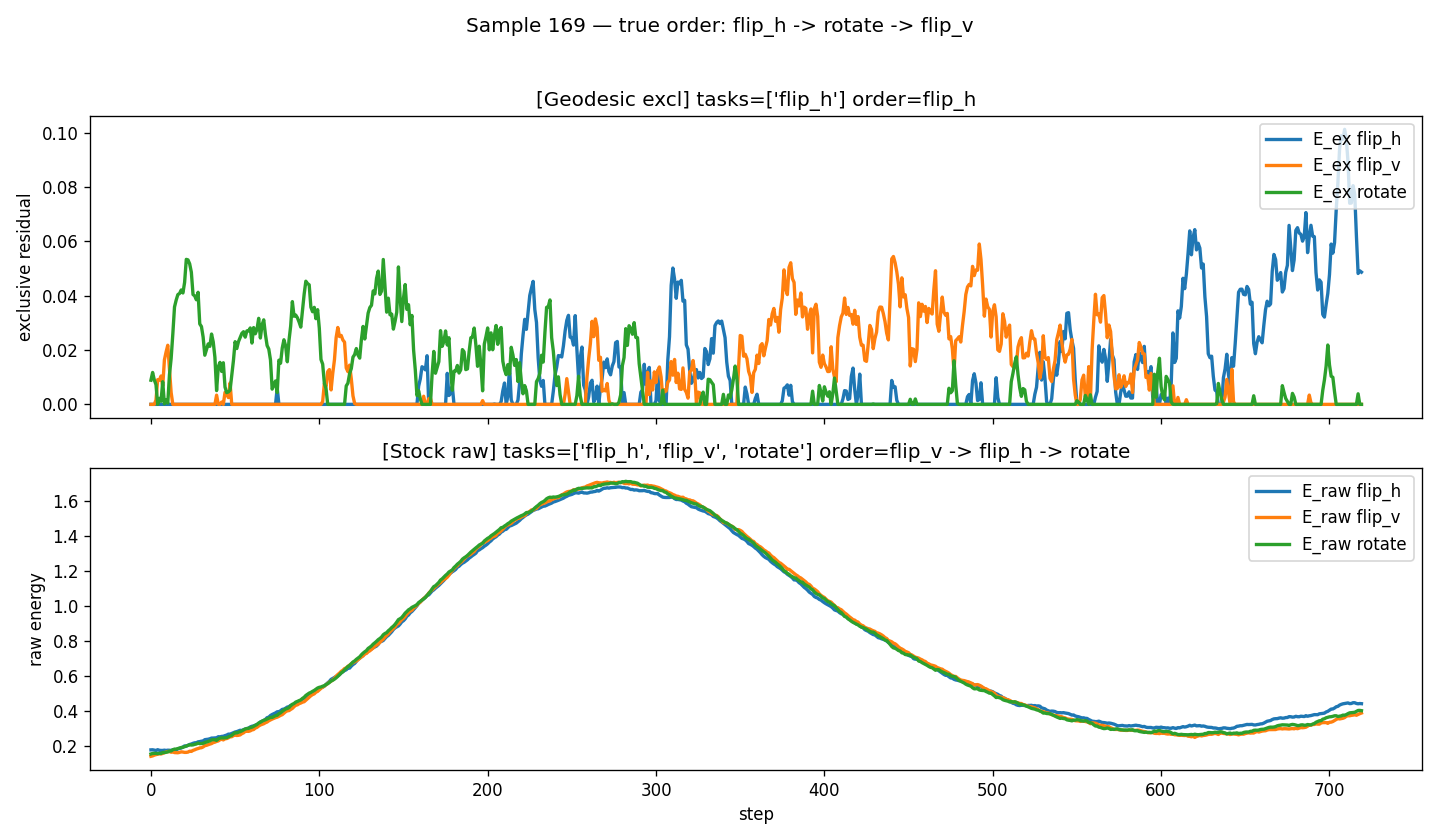 Sample 169 — true order: flip_h -> rotate -> flip_v
[Geodesic excl] tasks=['flip_h'] order=flip_h
exclusive residual
0.10
0.08
0.06
0.04
0.02
0.00
E_ex flip_h
E_ex flip_v
E_ex rotate
[Stock raw] tasks=['flip_h', 'flip_v', 'rotate'] order=flip_v -> flip_h -> rotate
raw energy
1.6
1.4
1.2
1.0
0.8
0.6
0.4
0.2
E_raw flip_h
E_raw flip_v
E_raw rotate
0 100 200 300 400 500 600 700
step